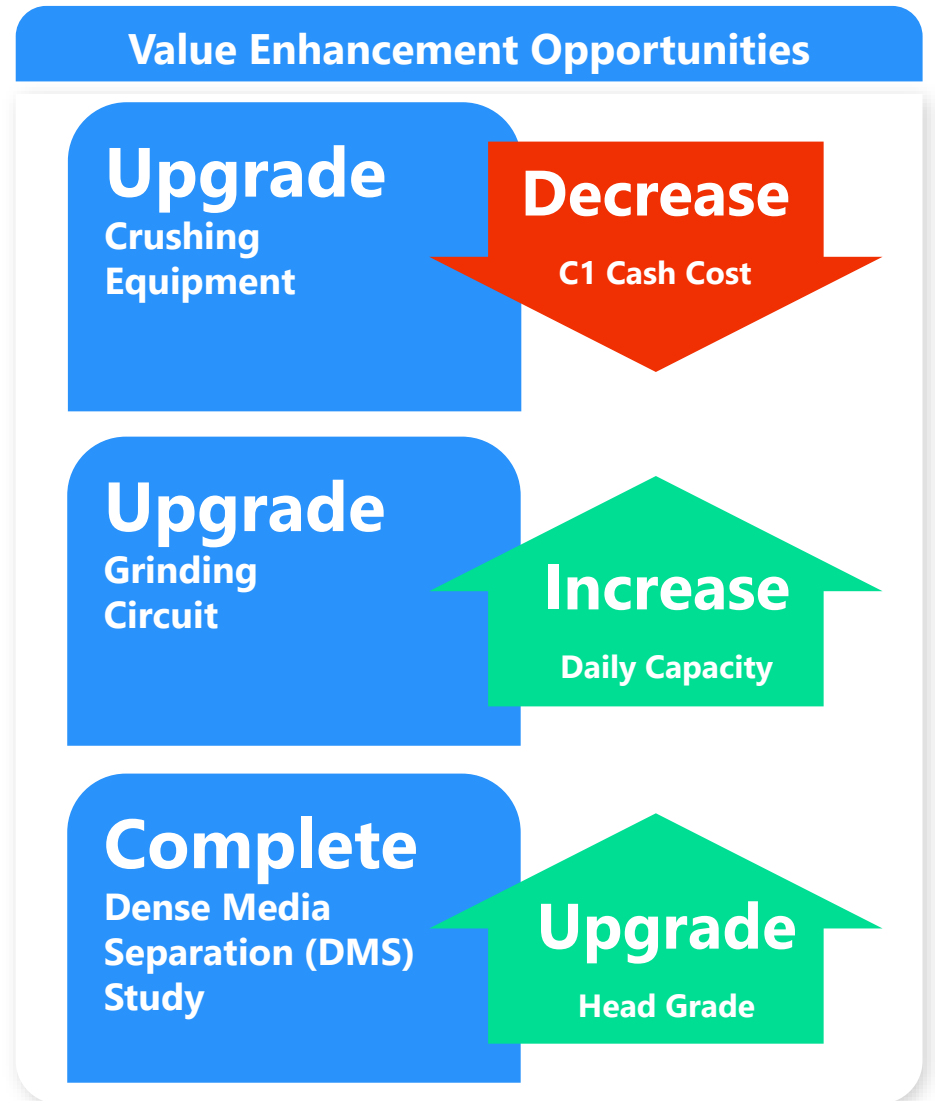 Value Enhancement Opportunities
Upgrade
Crushing
Equipment
Decrease
C1 Cash Cost
Upgrade
Grinding
Circuit
Increase
Daily Capacity
Complete
Dense Media
Separation (DMS)
Study
Upgrade
Head Grade